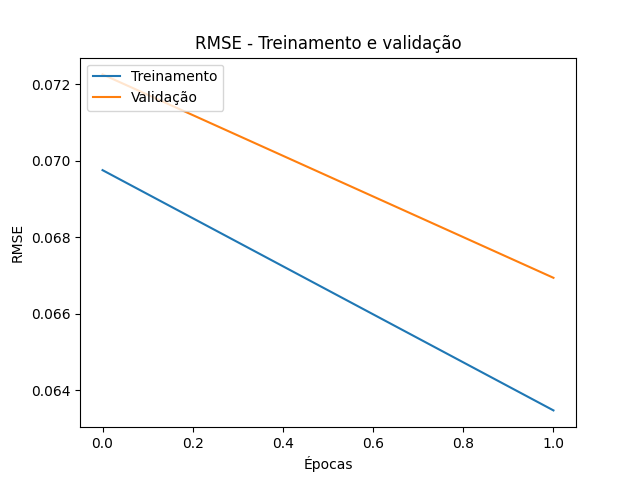 RMSE - Treinamento e validação
Treinamento
Validação
0.072
0.070
0.068
0.066
0.064
RMSE
0.0
0.2
0.4
0.6
0.8
1.0
Épocas